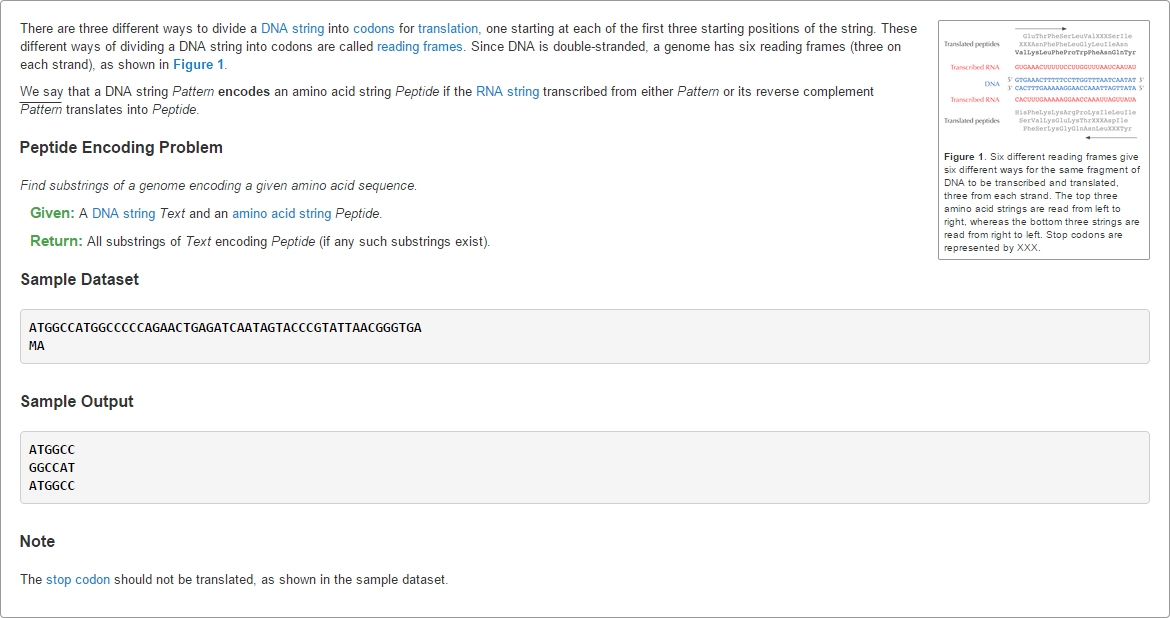 There are three different ways to divide a DNA string into codons for translation, one starting at each of the first three starting positions of the string. These
different ways of dividing a DNA string into codons are called reading frames. Since DNA is double-stranded, a genome has six reading frames (three on
each strand), as shown in Figure 1.
We say that a DNA string Pattern encodes an amino acid string Peptide if the RNA string transcribed from either Pattern or its reverse complement
Pattern translates into Peptide.
Peptide Encoding Problem
Find substrings of a genome encoding a given amino acid sequence.
Given: A DNA string Text and an amino acid string Peptide.
Return: All substrings of Text encoding Peptide (if any such substrings exist).
Sample Dataset
ATGGCCATGGCCCCCAGAACTGAGATCAATAGTACCCGTATTAACGGGTGA
MA
Sample Output
ATGGCC
GGCCAT
ATGGCC
Note
The stop codon should not be translated, as shown in the sample dataset.
GluThrPheSerLeuValXXXSerIle
Translated peptides XXXAsnPhePheLeuGlyLeuIleAsn
ValLysLeuPheProTrpPheAsnGlnTyr
Transcribed RNA GUGAAACUUUUUCCUUGGUUUAAUCAAUAU
5' GTGAAACTTTTTCCTTGGTTTAATCAATAT 3'
DNA
3' CACTTTGAAAAAGGAACCAAATTAGTTATA 5'
Transcribed RNA CACUUUGAAAAAGGAACCAAAUUAGUUAUA
HisPheLysLysArgProLysIleLeuIle
Translated peptides SerValLysGluLysThrXXXAspIle
PheSerLysGlyGlnAsnLeuXXXTyr
Figure 1. Six different reading frames give
six different ways for the same fragment of
DNA to be transcribed and translated,
three from each strand. The top three
amino acid strings are read from left to
right, whereas the bottom three strings are
read from right to left. Stop codons are
represented by XXX.